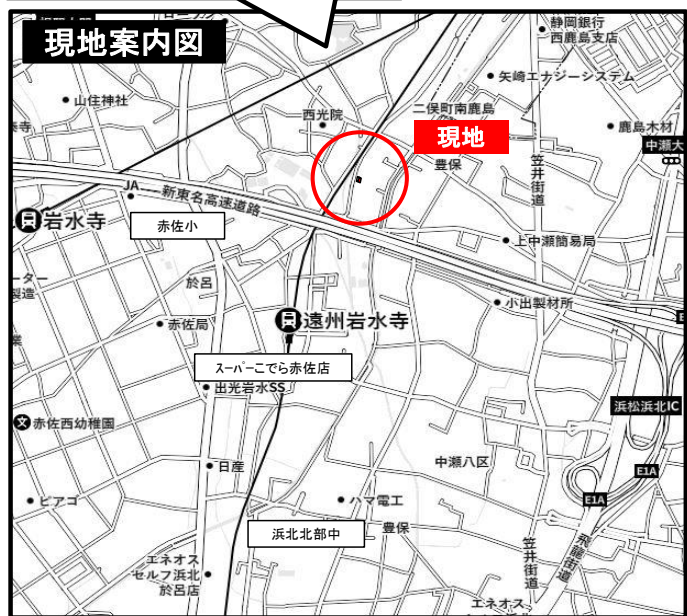 現地案内図
静岡銀行
西鹿島支店
矢崎エナジーシステム
山住神社
西光院
二俣町南鹿島
鹿島木材
現地
中瀬大
豊保
笠井街道
JA
新東名高速道路
岩水寺
赤佐小
上中瀬簡易局
ーター
製造
於呂
小出製材所
赤佐局
遠州岩水寺
業
スーパーこでら赤佐店
出光岩水SS
浜松浜北IC
赤佐西幼稚園
中瀬八区
日産
E1A
ピアゴ
ハマ電工
E1A
浜北北部中
豊保
笠井街道
飛龍街道
エネオス
セルフ浜北
於呂店
エネオス